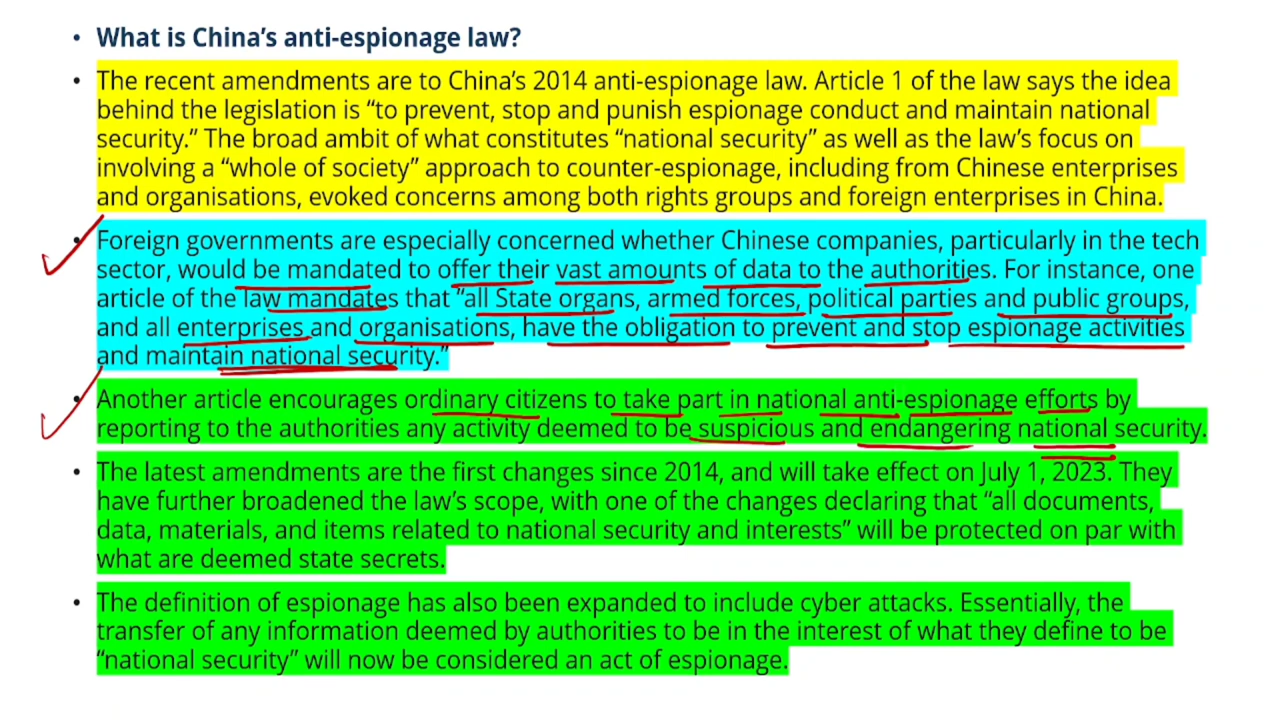 • What is China’s anti-espionage law?
• The recent amendments are to China’s 2014 anti-espionage law. Article 1 of the law says the idea
behind the legislation is “to prevent, stop and punish espionage conduct and maintain national
security.” The broad ambit of what constitutes “national security” as well as the law’s focus on
involving a “whole of society” approach to counter-espionage, including from Chinese enterprises
and organisations, evoked concerns among both rights groups and foreign enterprises in China.
• Foreign governments are especially concerned whether Chinese companies, particularly in the tech
sector, would be mandated to offer their vast amounts of data to the authorities. For instance, one
article of the law mandates that “all State organs, armed forces, political parties and public groups,
and all enterprises and organisations, have the obligation to prevent and stop espionage activities
and maintain national security.”
• Another article encourages ordinary citizens to take part in national anti-espionage efforts by
reporting to the authorities any activity deemed to be suspicious and endangering national security.
• The latest amendments are the first changes since 2014, and will take effect on July 1, 2023. They
have further broadened the law’s scope, with one of the changes declaring that “all documents,
data, materials, and items related to national security and interests” will be protected on par with
what are deemed state secrets.
• The definition of espionage has also been expanded to include cyber attacks. Essentially, the
transfer of any information deemed by authorities to be in the interest of what they define to be
“national security” will now be considered an act of espionage.